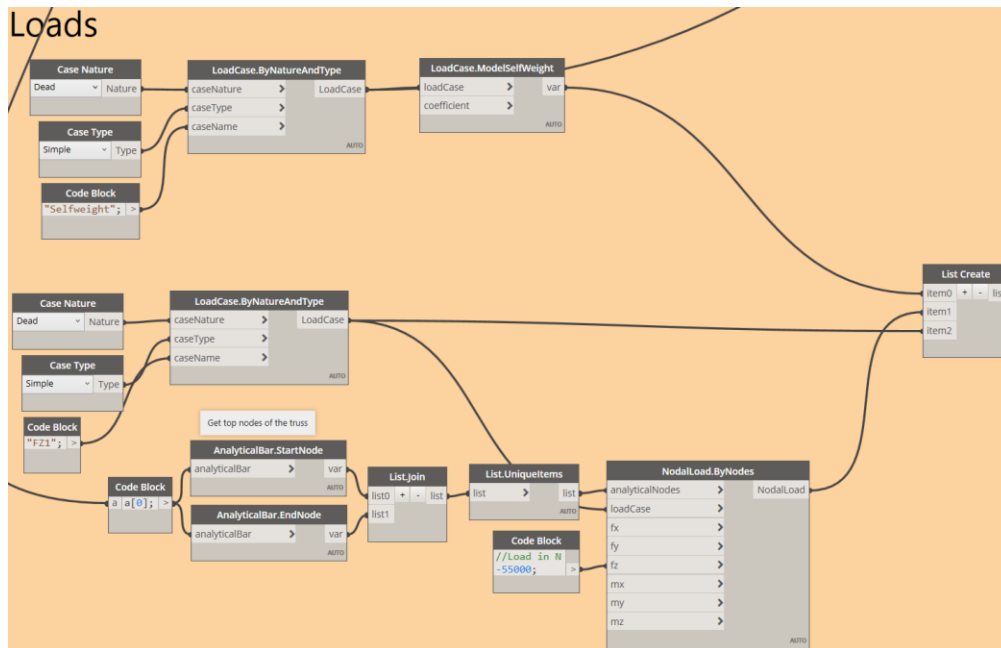 Loads
Case Nature
Dead
Nature
Case Type
Simple
Type
Code Block
"Selfweight"; >
LoadCase.ByNatureAndType
caseNature > LoadCase
caseType >
caseName >
AUTO
LoadCase.ModelSelfWeight
loadCase > var
coefficient >
AUTO
List Create
item0 + - lis
item1
item2
Case Nature
Dead
Nature
Case Type
Simple
Type
Code Block
"FZ1"; >
LoadCase.ByNatureAndType
caseNature > LoadCase
caseType >
caseName >
AUTO
Get top nodes of the truss
Code Block
a a[0]; >
AnalyticalBar.StartNode
analyticalBar > var
AUTO
AnalyticalBar.EndNode
analyticalBar > var
AUTO
List.Join
list0 + - list
list1
List.UniqueItems
list > list
AUTO
Code Block
//Load in N
-55000; >
NodalLoad.ByNodes
analyticalNodes > NodalLoad
loadCase >
fx >
fy >
fz >
mx >
my >
mz >
AUTO